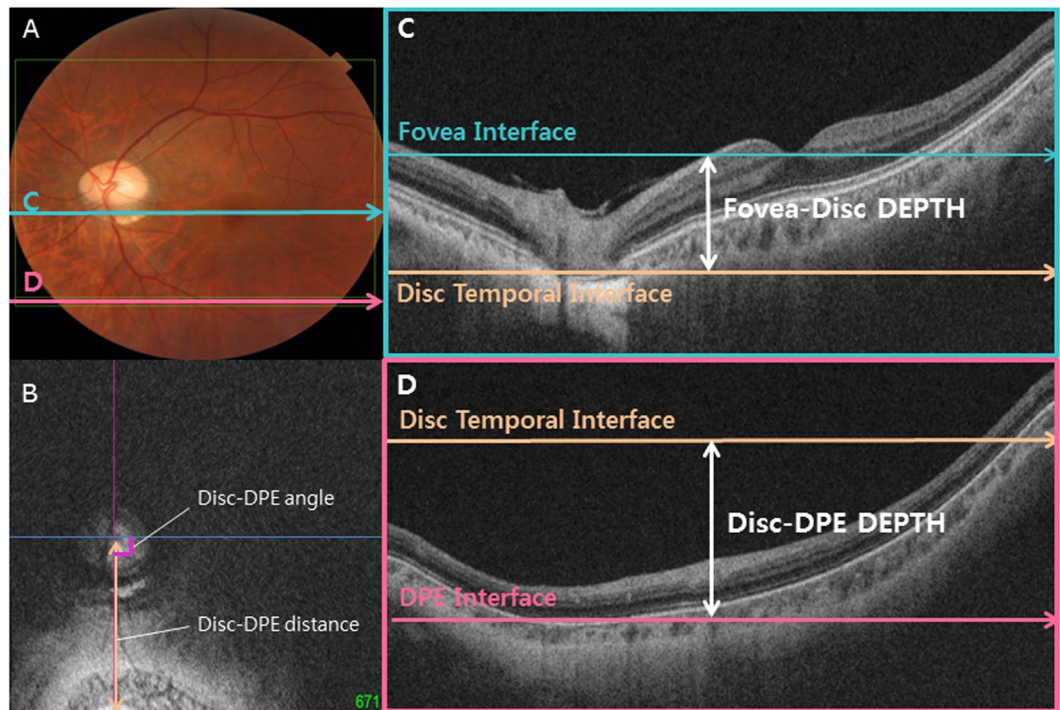 A
C
D
B
Disc-DPE angle
Disc-DPE distance
671
C
Fovea Interface
Fovea-Disc DEPTH
Disc Temporal Interface
D
Disc Temporal Interface
Disc-DPE DEPTH
DPE Interface